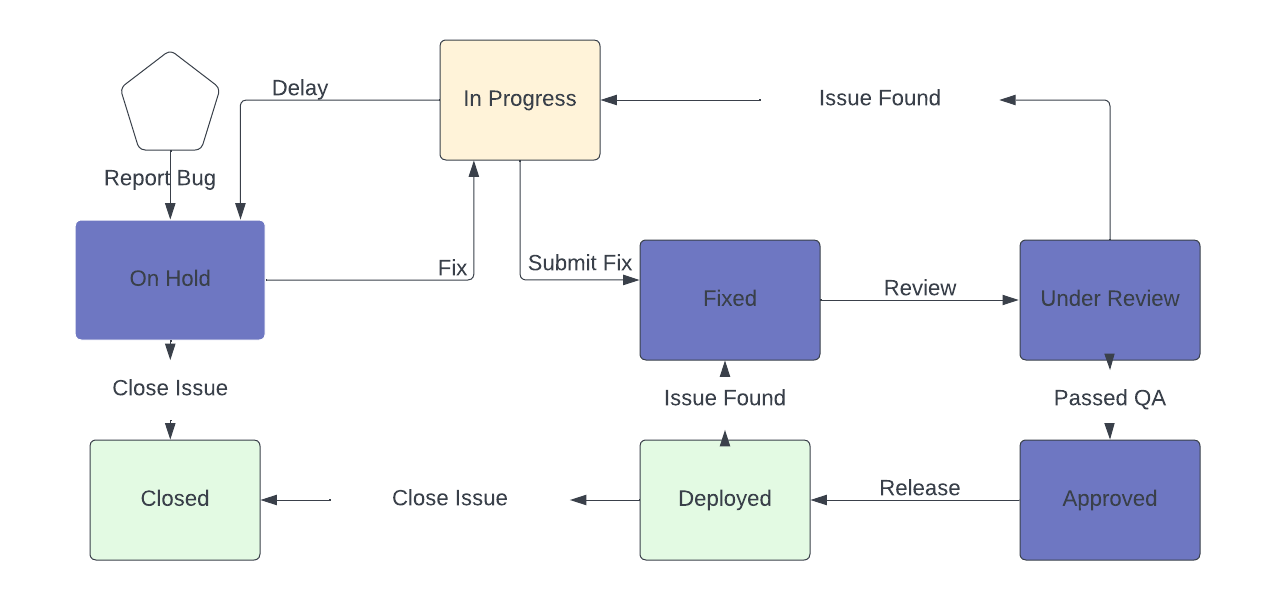 Delay
In Progress
Issue Found
Report Bug
On Hold
Fix
Submit Fix
Fixed
Review
Under Review
Close Issue
Issue Found
Passed QA
Closed
Close Issue
Deployed
Release
Approved